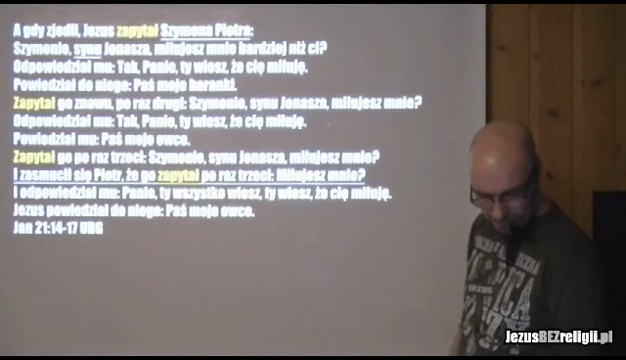 A gdy zjedli, Jezus zapytał Szymona Piotra:
Szymonie, synu Jonasza, miłujesz mnie bardziej niż ci?
Odpowiedział mu: Tak, Panie, ty wiesz, że cię miłuję.
Powiedział do niego: Paś moje baranki.
Zapytał go znowu, po raz drugi: Szymonie, synu Jonasza, miłujesz mnie?
Odpowiedział mu: Tak, Panie, ty wiesz, że cię miłuję.
Powiedział mu: Paś moje owce.
Zapytał go po raz trzeci: Szymonie, synu Jonasza, miłujesz mnie?
I zasmucił się Piotr, że go zapytał po raz trzeci: Miłujesz mnie?
I odpowiedział mu: Panie, ty wszystko wiesz, ty wiesz, że cię miłuję.
Jezus powiedział do niego: Paś moje owce.
Jan 21:14-17 UBG
JezusBEZreligii.pl